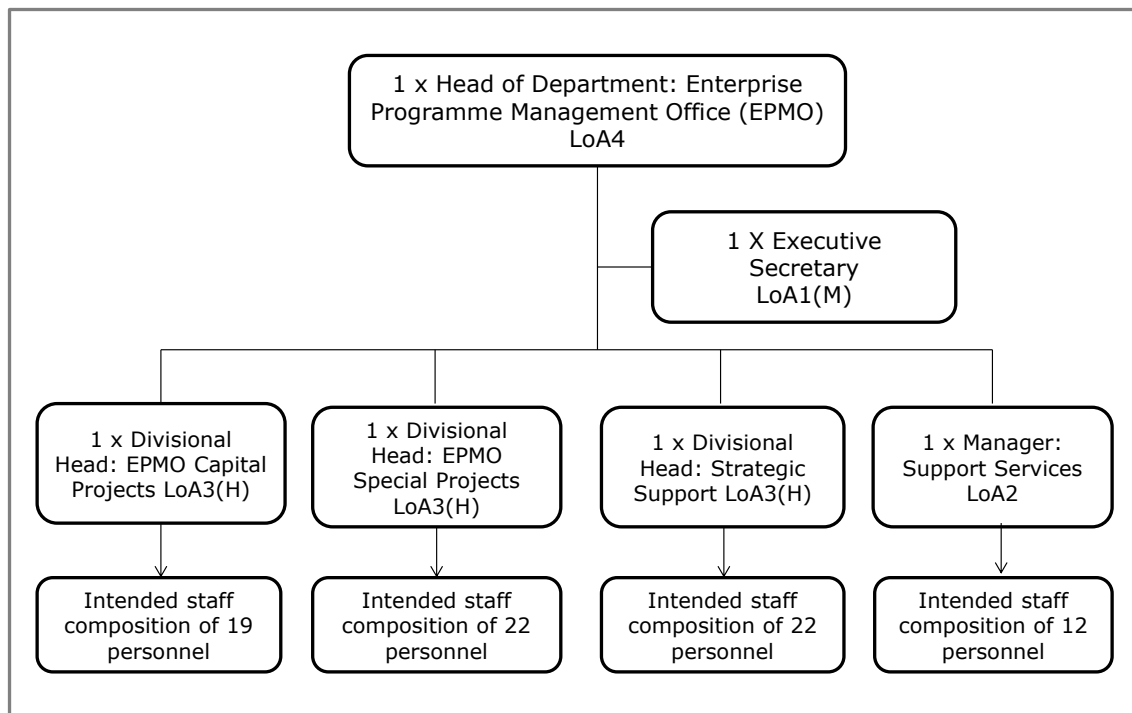 1 x Head of Department: Enterprise
Programme Management Office (EPMO)
LoA4
1 X Executive
Secretary
LoA1(M)
1 x Divisional
Head: EPMO Capital
Projects LoA3(H)
1 x Divisional
Head: EPMO
Special Projects
LoA3(H)
1 x Divisional
Head: Strategic
Support LoA3(H)
1 x Manager:
Support Services
LoA2
Intended staff
composition of 19
personnel
Intended staff
composition of 22
personnel
Intended staff
composition of 22
personnel
Intended staff
composition of 12
personnel